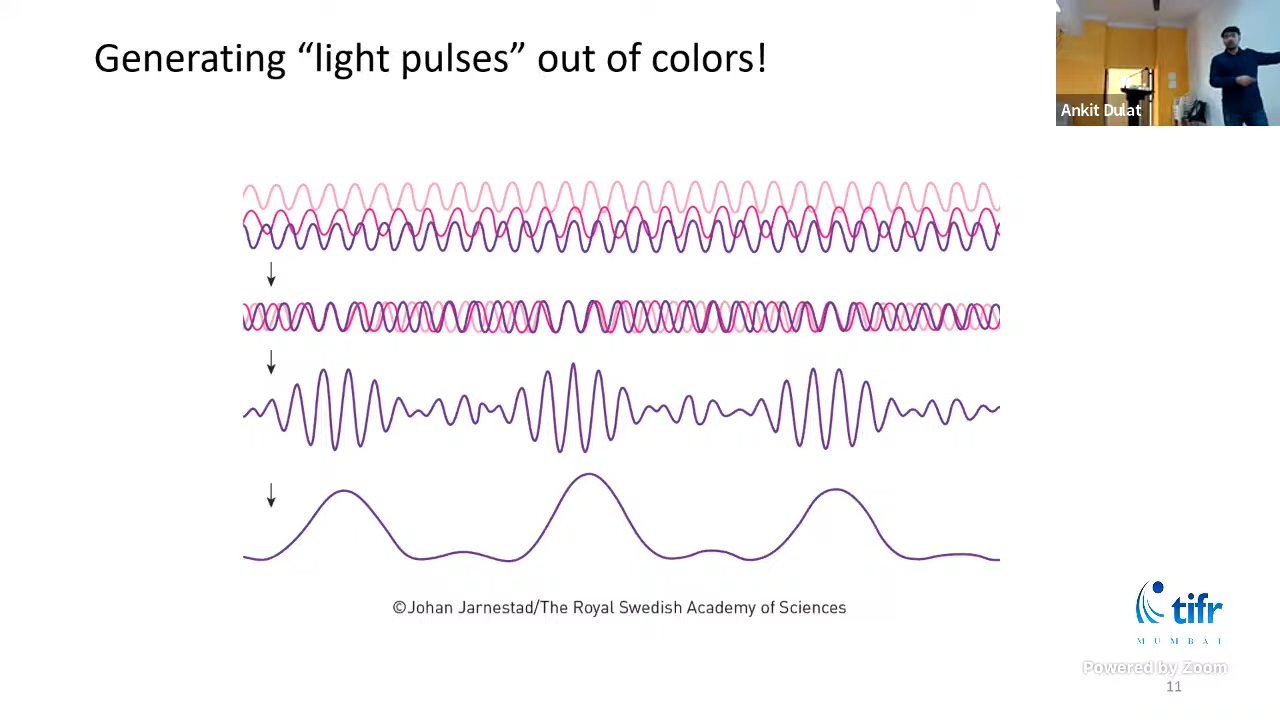 Generating “light pulses” out of colors!
Ankit Dulat
©Johan Jarnestad/The Royal Swedish Academy of Sciences
tifr
MUMBAI
Powered by Zoom
11